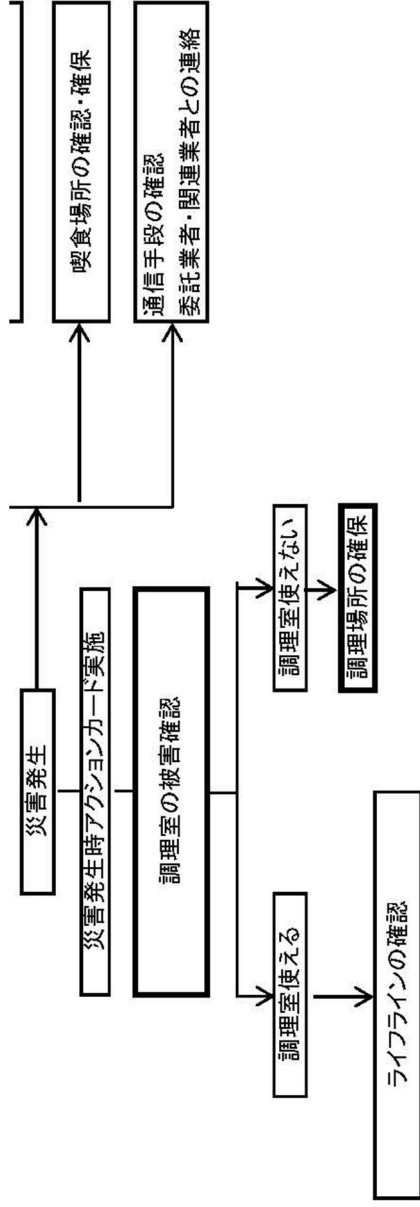 災害発生
災害発生時アクションカード実施
調理室の被害確認
調理室使える
調理室使えない
ライフラインの確認
調理場所の確保
喫食場所の確認・確保
通信手段の確認
委託業者・関連業者との連絡